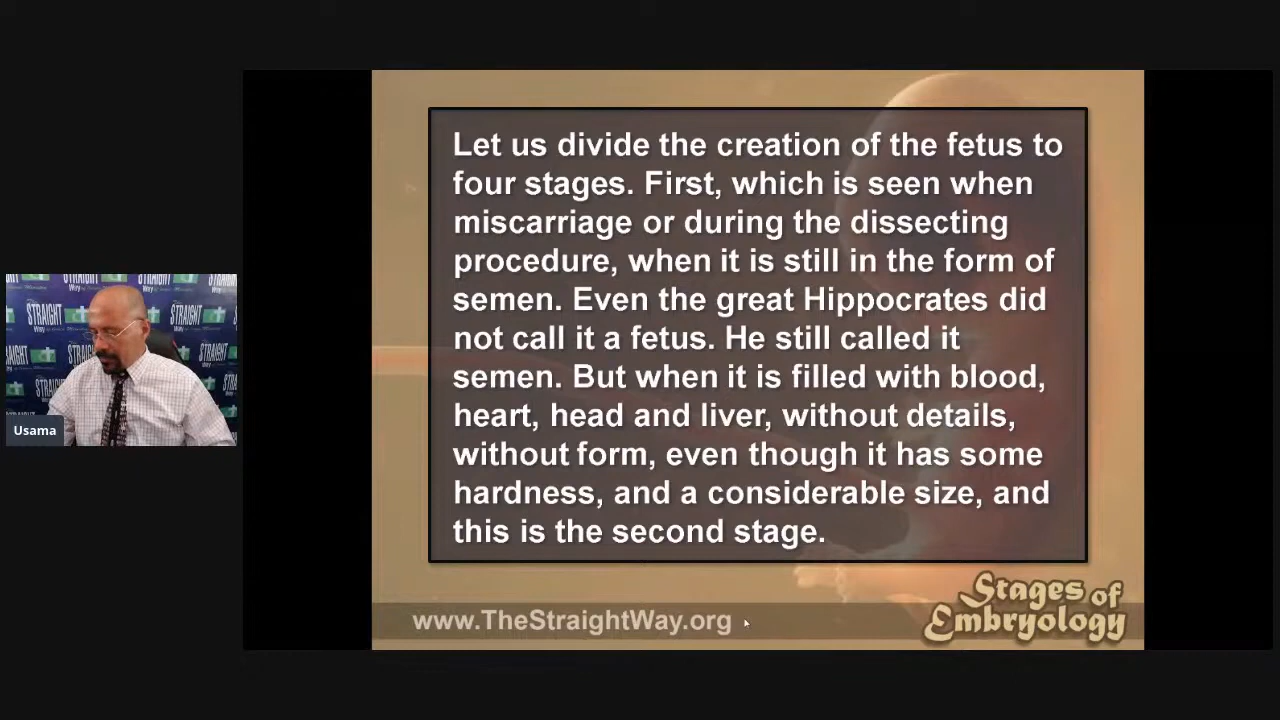 Let us divide the creation of the fetus to
four stages. First, which is seen when
miscarriage or during the dissecting
procedure, when it is still in the form of
semen. Even the great Hippocrates did
not call it a fetus. He still called it
semen. But when it is filled with blood,
heart, head and liver, without details,
without form, even though it has some
hardness, and a considerable size, and
this is the second stage.
www.TheStraightWay.org
Stages of
Embryology
STRAIGHT
Way
Usama